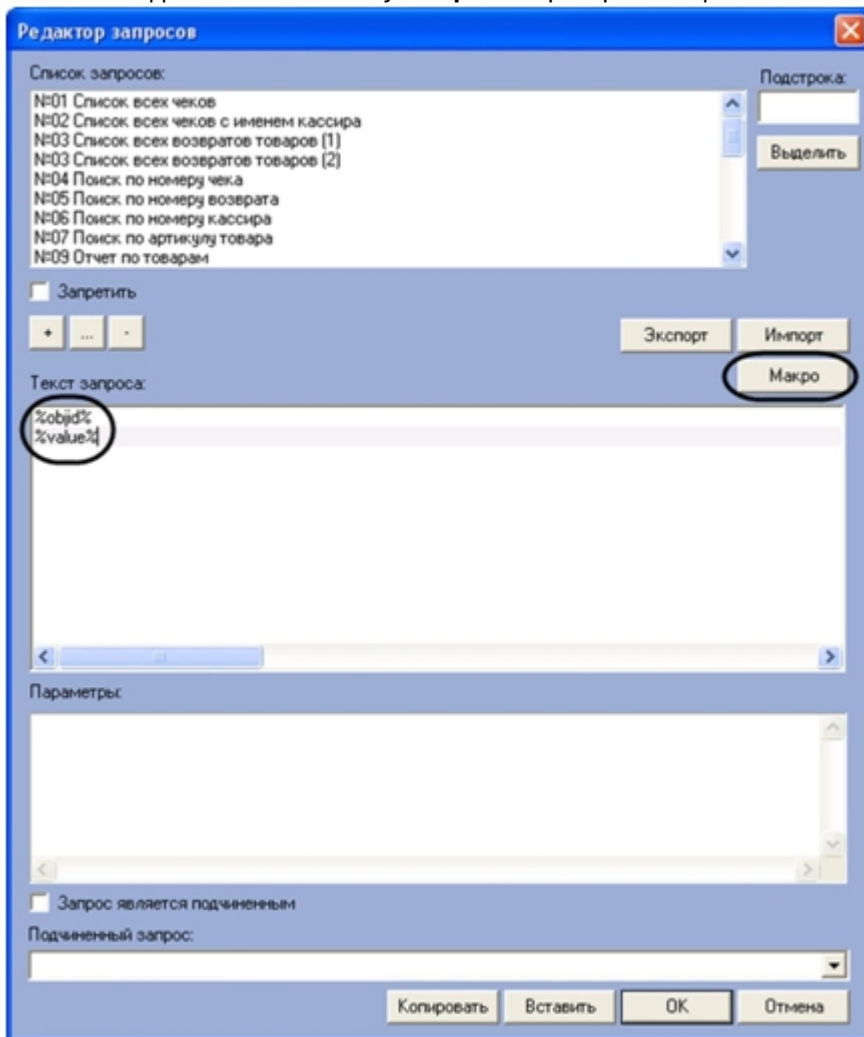 Редактор запросов
Список запросов:
Подстрока:
№01 Список всех чеков
№02 Список всех чеков с именем кассира
№03 Список всех возвратов товаров (1)
№03 Список всех возвратов товаров (2)
№04 Поиск по номеру чека
№05 Поиск по номеру возврата
№06 Поиск по номеру кассира
№07 Поиск по артикулу товара
№09 Отчет по товарам
Выделить
Запретить
+ ... -
Экспорт Импорт
Макро
Текст запроса:
%objid%
%value%
Параметры:
Запрос является подчиненным
Подчиненный запрос:
Копировать Вставить OK Отмена